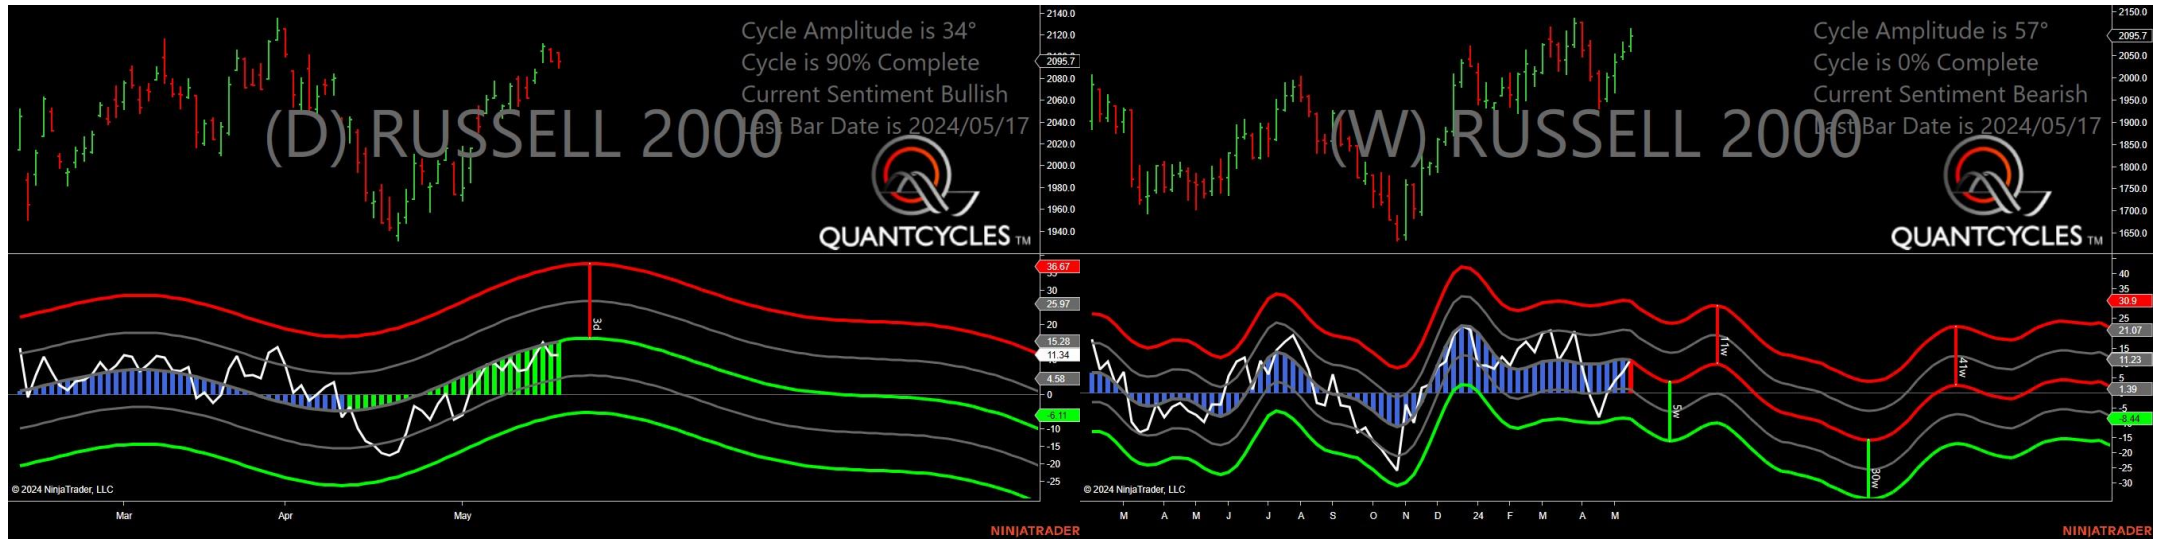 Cycle Amplitude is 34°
Cycle is 90% Complete
Current Sentiment Bullish
Last Bar Date is 2024/05/17
(D) RUSSELL 2000
QUANTCYCLES TM
2140.0
2120.0
2095.7
2080.0
2060.0
2040.0
2020.0
2000.0
1980.0
1960.0
1940.0
36.67
30
25.97
20
15.28
11.34
4.58
0
-6.11
-10
-15
-20
-25
3d
© 2024 NinjaTrader, LLC
Mar Apr May
NINJATRADER
Cycle Amplitude is 57°
Cycle is 0% Complete
Current Sentiment Bearish
Last Bar Date is 2024/05/17
(W) RUSSELL 2000
QUANTCYCLES TM
2150.0
2095.7
2050.0
2000.0
1950.0
1900.0
1850.0
1800.0
1750.0
1700.0
1650.0
40
35
30.9
25
21.07
15
11.23
5
1.39
-5
-8.44
-15
-20
-25
-30
5w
11w
30w
41w
© 2024 NinjaTrader, LLC
M A M J J A S O N D 24 F M A M
NINJATRADER